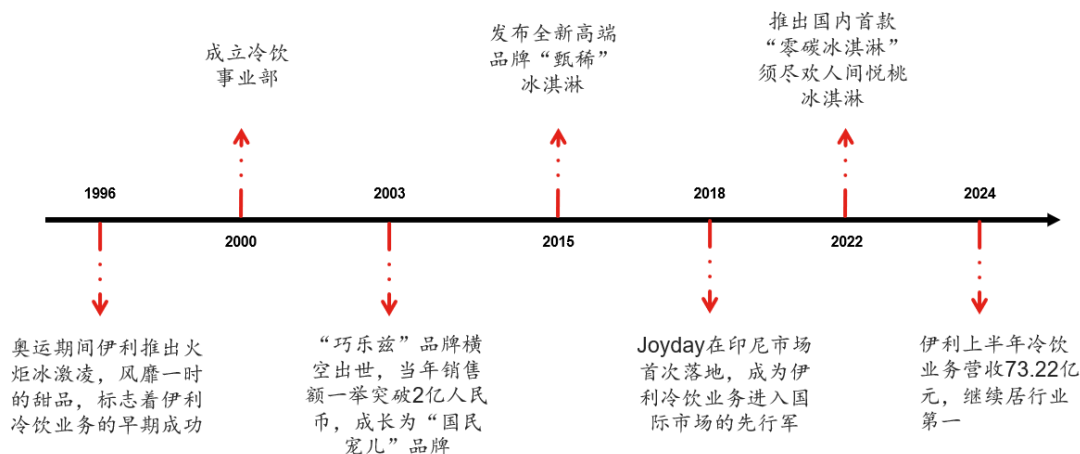 成立冷饮
事业部
发布全新高端
品牌“甄稀”
冰淇淋
推出国内首款
“零碳冰淇淋”
须尽欢人间悦桃
冰淇淋
1996
2003
2018
2024
2000
2015
2022
奥运期间伊利推出火
炬冰激凌，风靡一时
的甜品，标志着伊利
冷饮业务的早期成功
“巧乐兹”品牌横
空出世，当年销售
额一举突破2亿人民
币，成长为“国民
宠儿”品牌
Joyday在印尼市场
首次落地，成为伊
利冷饮业务进入国
际市场的先行军
伊利上半年冷饮
业务营收73.22亿
元，继续居行业
第一